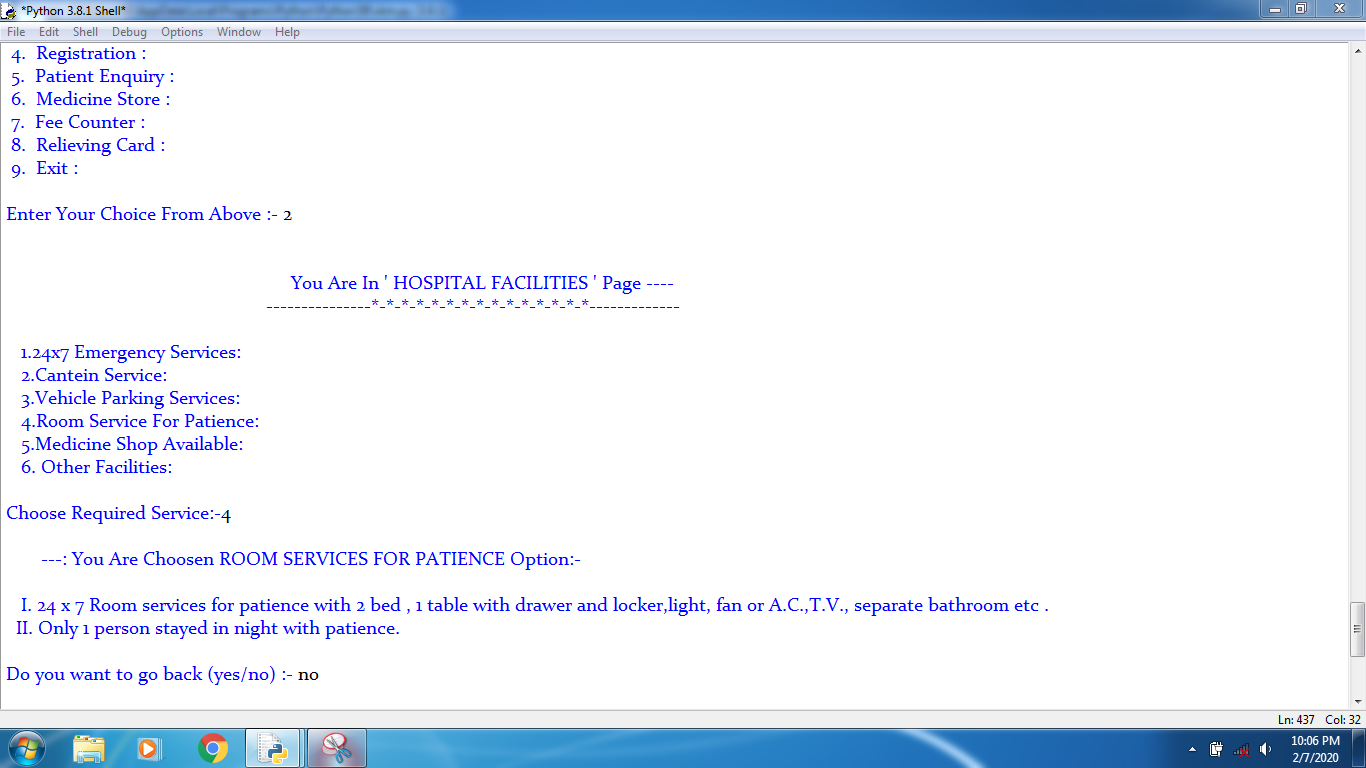 *Python 3.8.1 Shell*
File Edit Shell Debug Options Window Help
4. Registration :
5. Patient Enquiry :
6. Medicine Store :
7. Fee Counter :
8. Relieving Card :
9. Exit :
Enter Your Choice From Above :- 2
You Are In ' HOSPITAL FACILITIES ' Page ----
---------------*-*-*-*-*-*-*-*-*-*-*-*-*-*-*-------------
1.24x7 Emergency Services:
2.Cantein Service:
3.Vehicle Parking Services:
4.Room Service For Patience:
5.Medicine Shop Available:
6. Other Facilities:
Choose Required Service:-4
---: You Are Choosen ROOM SERVICES FOR PATIENCE Option:-
I. 24 x 7 Room services for patience with 2 bed , 1 table with drawer and locker,light, fan or A.C.,T.V., separate bathroom etc .
II. Only 1 person stayed in night with patience.
Do you want to go back (yes/no) :- no
Ln: 437 Col: 32
10:06 PM
2/7/2020